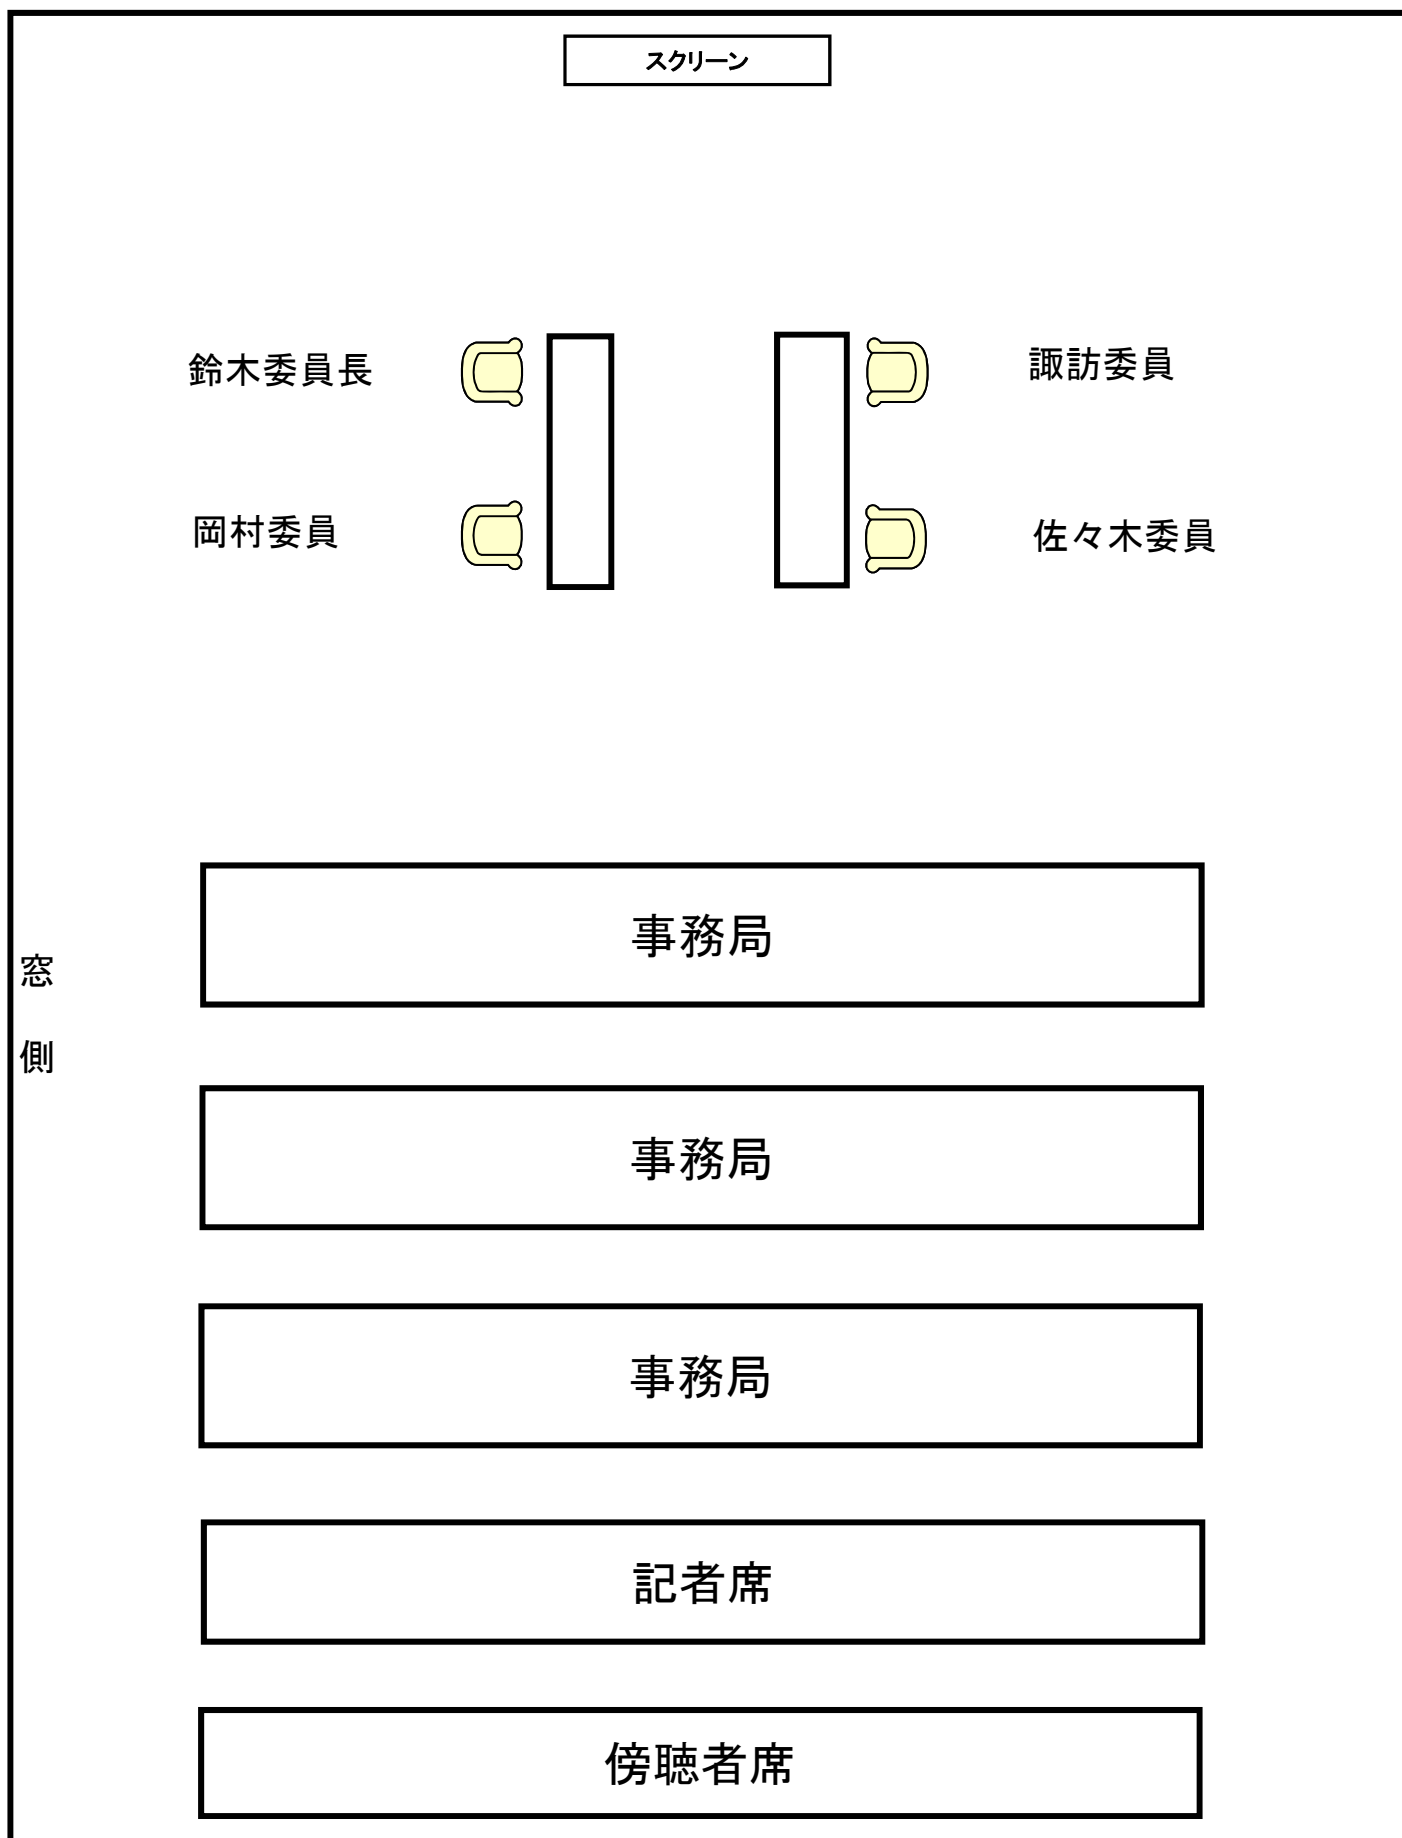 スクリーン
鈴木委員長
諏訪委員
岡村委員
佐々木委員
事務局
窓
側
事務局
事務局
記者席
傍聴者席